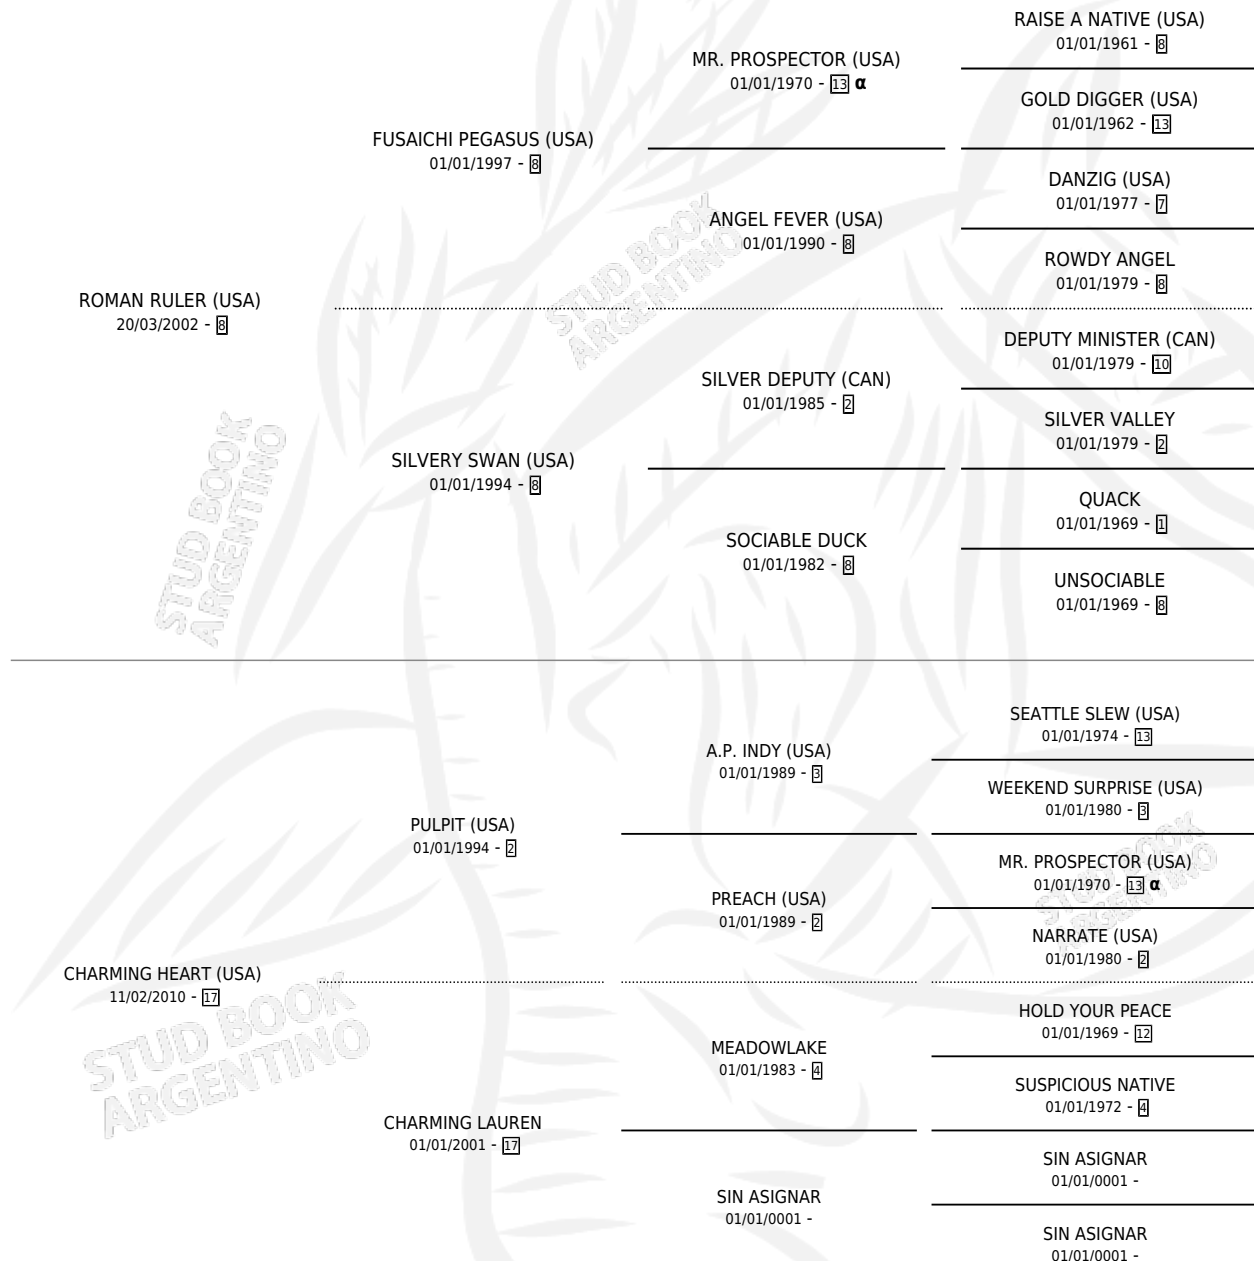 RAISE A NATIVE (USA)
01/01/1961 - 8
MR. PROSPECTOR (USA)
01/01/1970 - 13 α
GOLD DIGGER (USA)
01/01/1962 - 13
FUSAICHI PEGASUS (USA)
01/01/1997 - 8
DANZIG (USA)
01/01/1977 - 7
ANGEL FEVER (USA)
01/01/1990 - 8
ROWDY ANGEL
01/01/1979 - 8
ROMAN RULER (USA)
20/03/2002 - 8
DEPUTY MINISTER (CAN)
01/01/1979 - 10
SILVER DEPUTY (CAN)
01/01/1985 - 2
SILVER VALLEY
01/01/1979 - 2
SILVERY SWAN (USA)
01/01/1994 - 8
QUACK
01/01/1969 - 1
SOCIABLE DUCK
01/01/1982 - 8
UNSOCIABLE
01/01/1969 - 8
SEATTLE SLEW (USA)
01/01/1974 - 13
A.P. INDY (USA)
01/01/1989 - 3
WEEKEND SURPRISE (USA)
01/01/1980 - 3
PULPIT (USA)
01/01/1994 - 2
MR. PROSPECTOR (USA)
01/01/1970 - 13 α
PREACH (USA)
01/01/1989 - 2
NARRATE (USA)
01/01/1980 - 2
CHARMING HEART (USA)
11/02/2010 - 17
HOLD YOUR PEACE
01/01/1969 - 12
MEADOWLAKE
01/01/1983 - 4
SUSPICIOUS NATIVE
01/01/1972 - 4
CHARMING LAUREN
01/01/2001 - 17
SIN ASIGNAR
01/01/0001 -
SIN ASIGNAR
01/01/0001 -
SIN ASIGNAR
01/01/0001 -
STUD BOOK
ARGENTINO
STUD BOOK
ARGENTINO
STUD BOOK
ARGENTINO
STUD BOOK
ARGENTINO